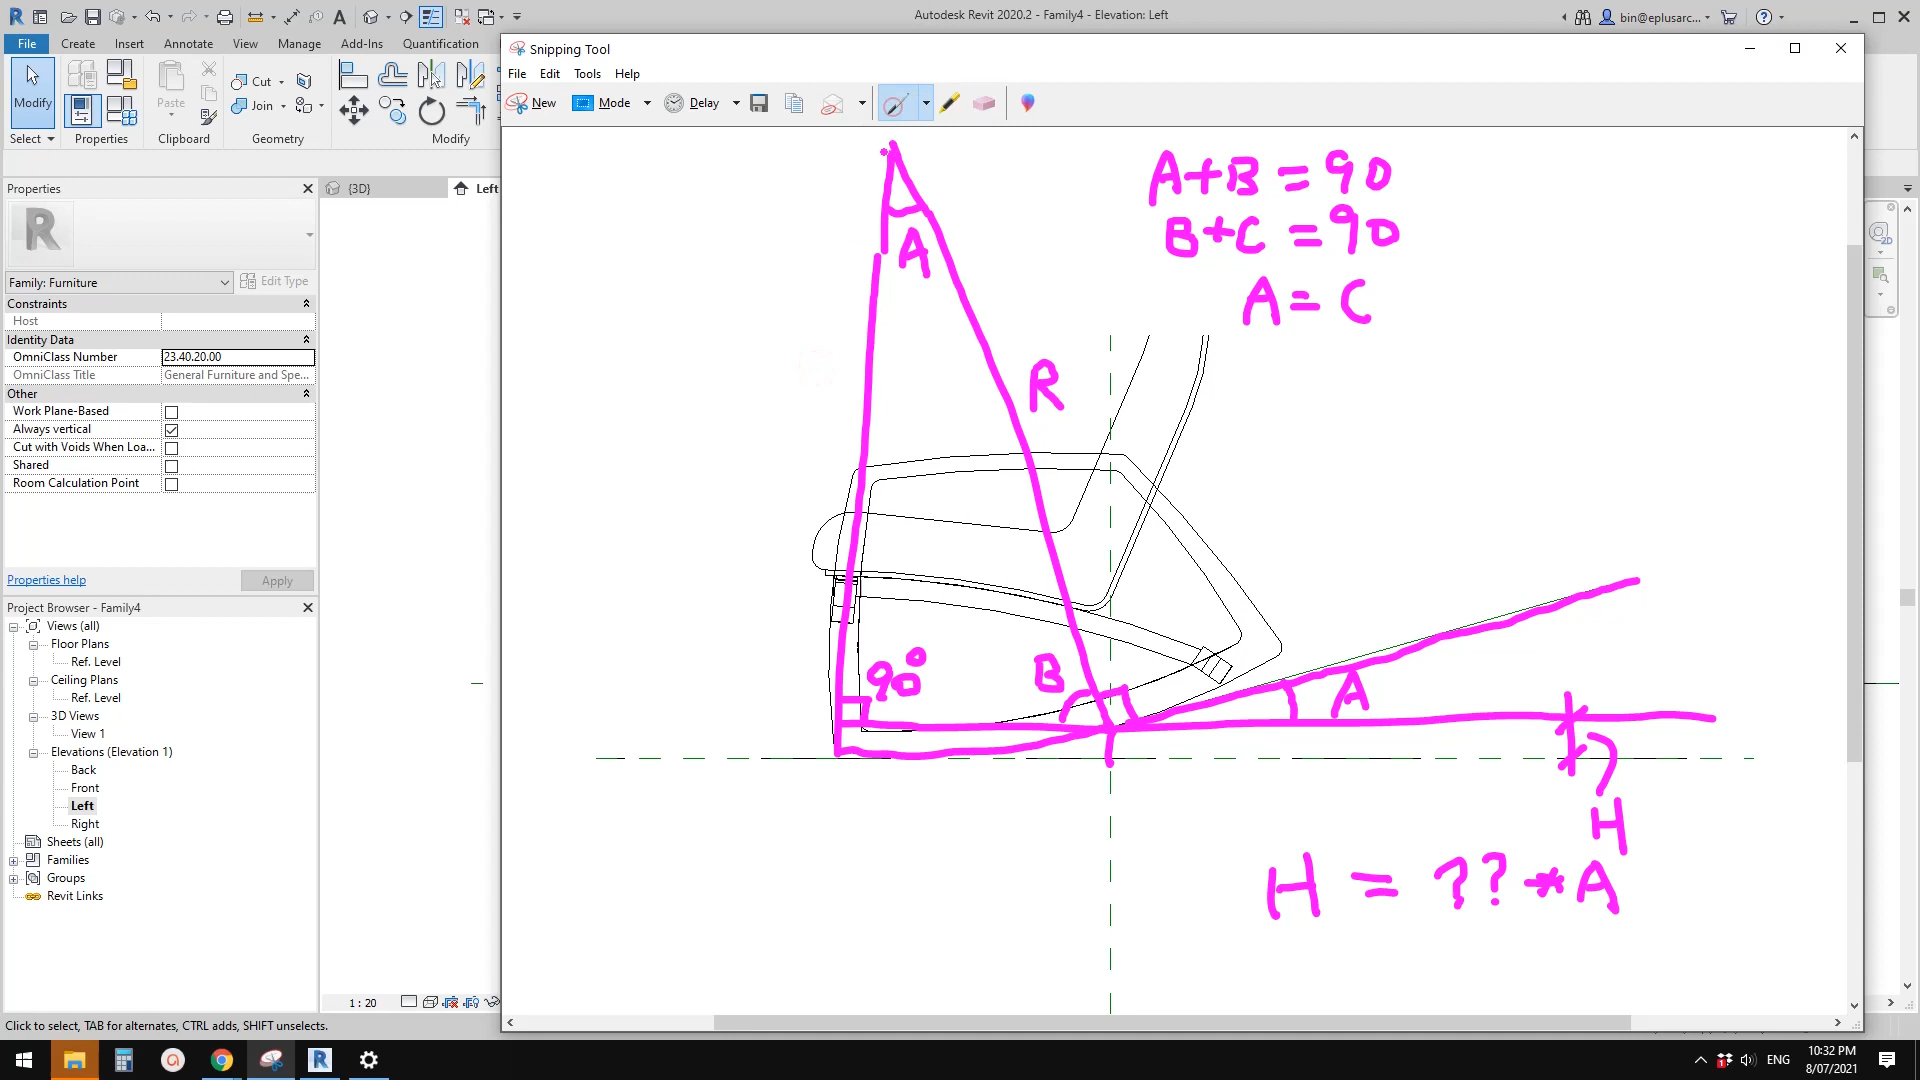 Autodesk Revit 2020.2 - Family4 - Elevation: Left
bin@eplusarc...
File Create Insert Annotate View Manage Add-Ins Quantification
Modify
Select
Properties
Paste
Clipboard
Cut
Join
Geometry
Modify
Snipping Tool
File Edit Tools Help
New Mode Delay
Properties
{3D}
Left
R
Family: Furniture
Edit Type
Constraints
Host
Identity Data
OmniClass Number 23.40.20.00
OmniClass Title General Furniture and Spe...
Other
Work Plane-Based
Always vertical
Cut with Voids When Loa...
Shared
Room Calculation Point
Properties help
Apply
Project Browser - Family4
Views (all)
Floor Plans
Ref. Level
Ceiling Plans
Ref. Level
3D Views
View 1
Elevations (Elevation 1)
Back
Front
Left
Right
Sheets (all)
Families
Groups
Revit Links
A+B = 90
B+C = 90
A = C
A
R
90°
B
A
H
H = ?? * A
2D
1 : 20
Click to select, TAB for alternates, CTRL adds, SHIFT unselects.
ENG
10:32 PM
8/07/2021